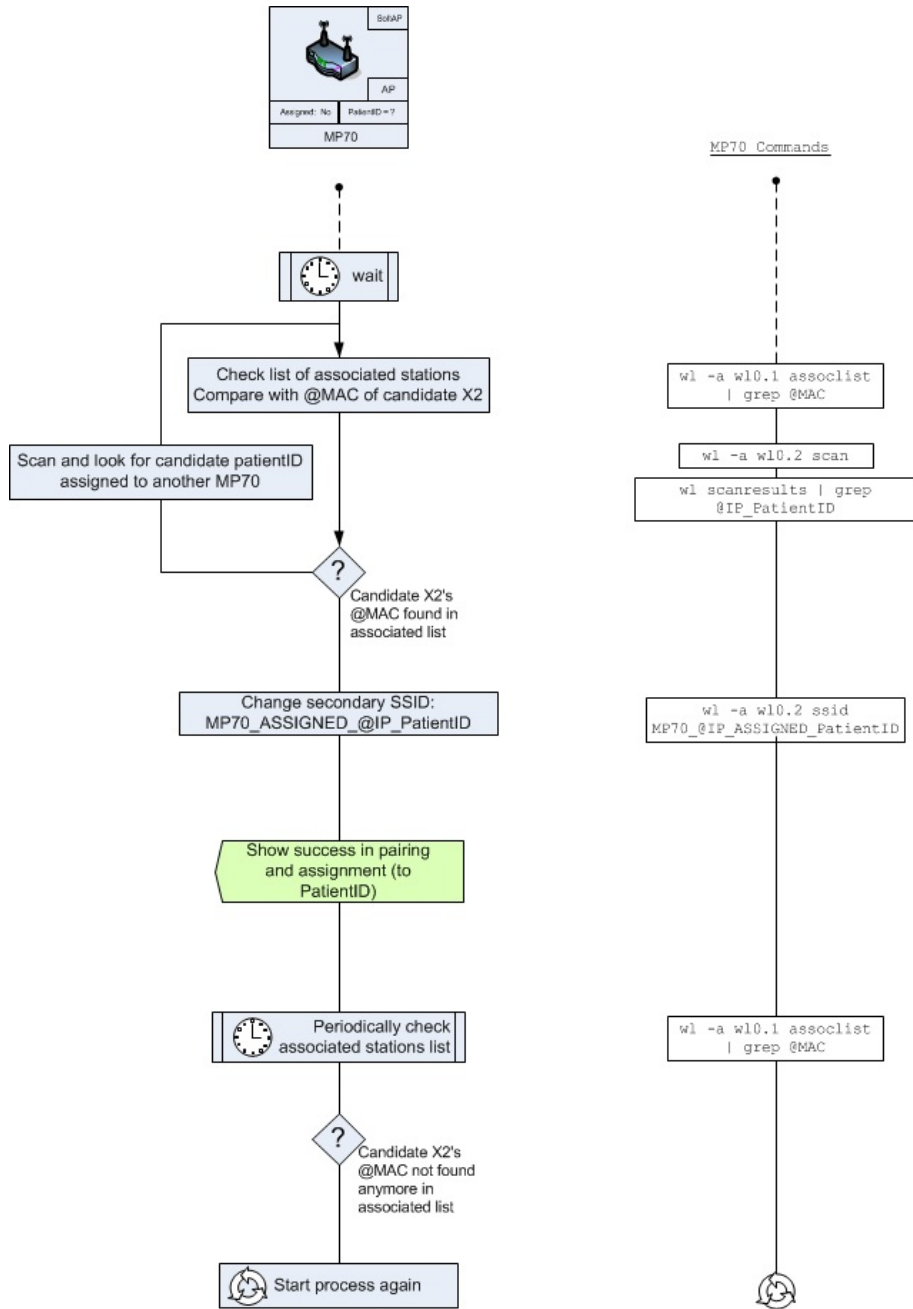 SoftAP
AP
Assigned: No
PatientID = ?
MP70
MP70 Commands
wait
Check list of associated stations
Compare with @MAC of candidate X2
wl -a wl0.1 assoclist
| grep @MAC
Scan and look for candidate patientID
assigned to another MP70
wl -a wl0.2 scan
wl scanresults | grep
@IP_PatientID
?
Candidate X2's
@MAC found in
associated list
Change secondary SSID:
MP70_ASSIGNED_@IP_PatientID
wl -a wl0.2 ssid
MP70_@IP_ASSIGNED_PatientID
Show success in pairing
and assignment (to
PatientID)
Periodically check
associated stations list
wl -a wl0.1 assoclist
| grep @MAC
?
Candidate X2's
@MAC not found
anymore in
associated list
Start process again